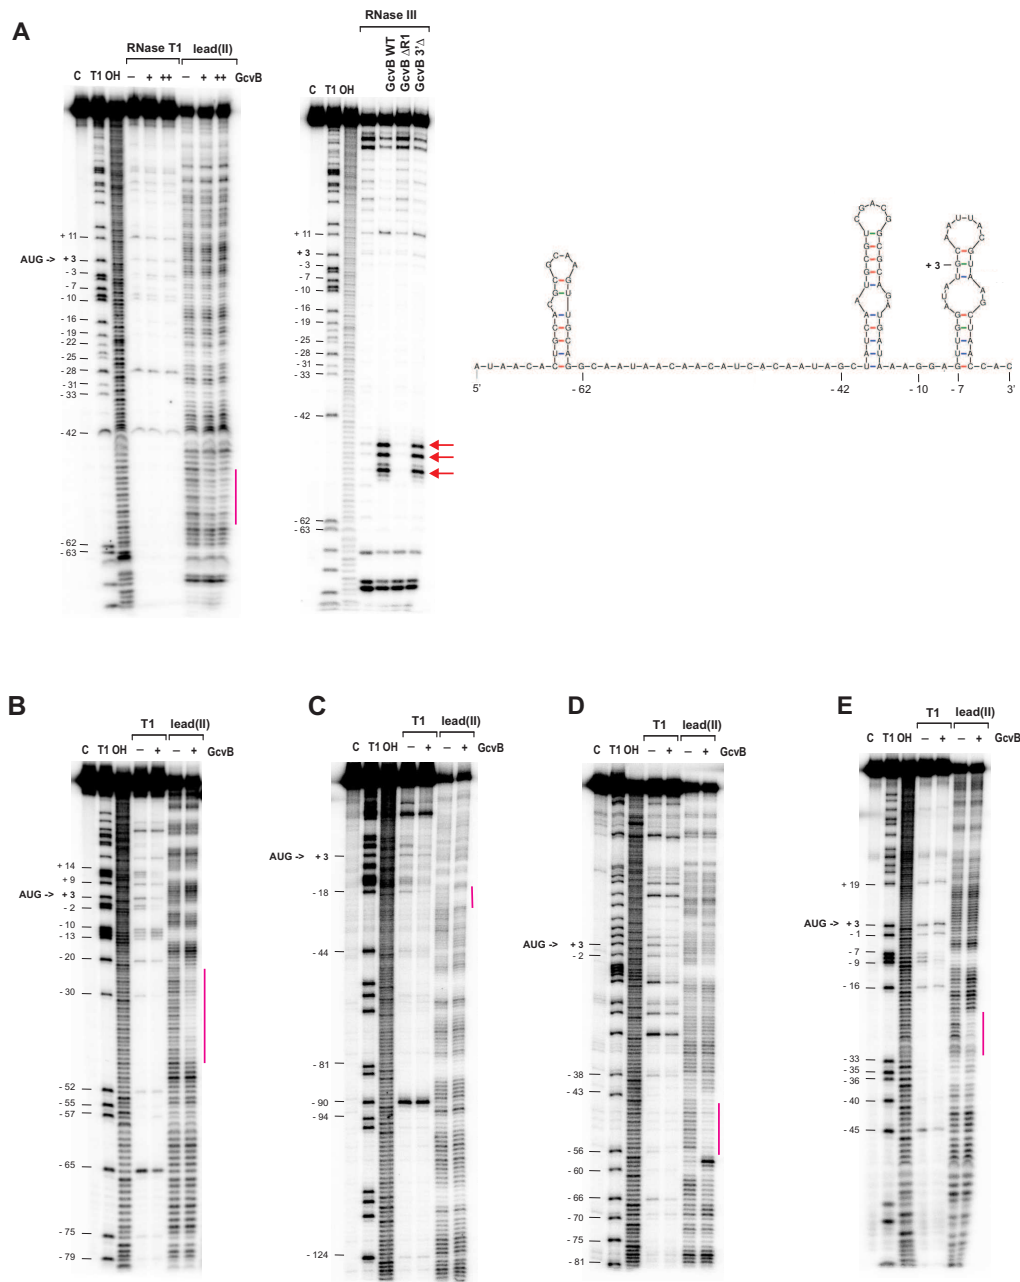 A
RNase T1 lead(II)
C T1 OH – + ++ – + ++ GcvB
+ 11
AUG -> + 3
- 3
- 7
- 10
- 16
- 19
- 22
- 25
- 28
- 31
- 33
- 42
- 62
- 63
RNase III
GcvB WT
GcvB ΔR1
GcvB 3'Δ
C T1 OH
+ 11
+ 3
- 3
- 7
- 10
- 16
- 19
- 22
- 25
- 28
- 31
- 33
- 42
- 62
- 63
+ 3
5' - 62 - 42 - 10 - 7 3'
B
T1 lead(II)
C T1 OH – + – + GcvB
+ 14
+ 9
AUG -> + 3
- 2
- 10
- 13
- 20
- 30
- 52
- 55
- 57
- 65
- 75
- 79
C
T1 lead(II)
C T1 OH – + – + GcvB
AUG -> + 3
- 18
- 44
- 81
- 90
- 94
- 124
D
T1 lead(II)
C T1 OH – + – + GcvB
AUG -> + 3
- 2
- 38
- 43
- 56
- 66
- 70
- 75
- 81
E
T1 lead(II)
C T1 OH – + – + GcvB
+ 19
AUG -> + 3
- 1
- 7
- 9
- 16
- 33
- 35
- 36
- 40
- 45